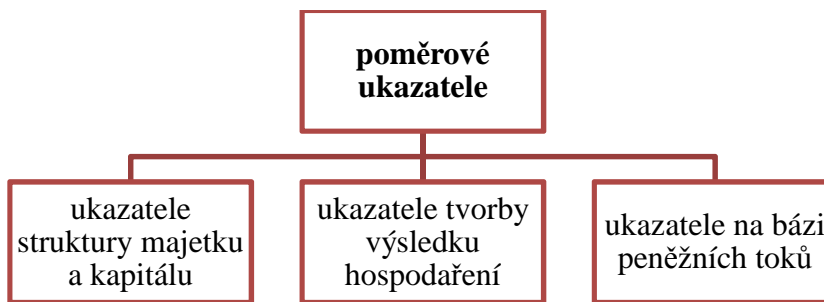 poměrové
ukazatele
ukazatele
struktury majetku
a kapitálu
ukazatele tvorby
výsledku
hospodaření
ukazatele na bázi
peněžních toků